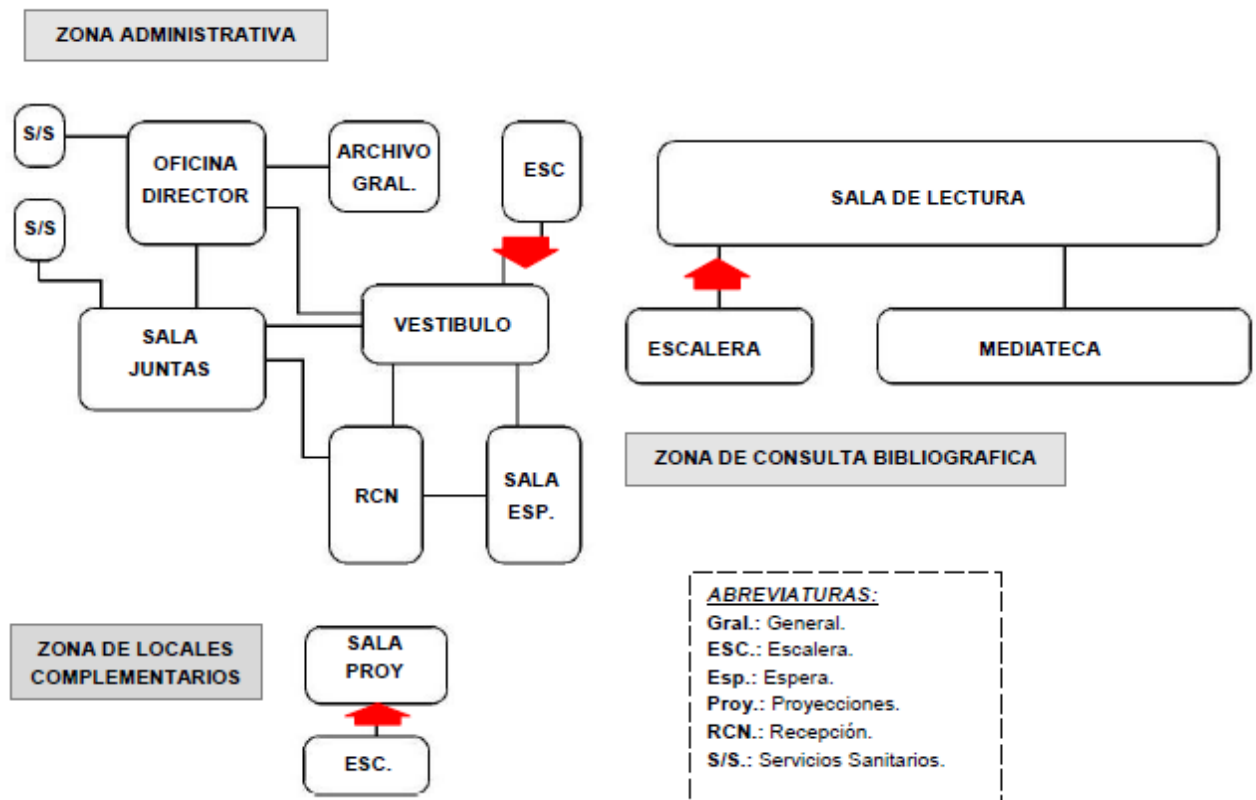 ZONA ADMINISTRATIVA
S/S
OFICINA
DIRECTOR
ARCHIVO
GRAL.
ESC
S/S
SALA
JUNTAS
VESTIBULO
RCN
SALA
ESP.
SALA DE LECTURA
ESCALERA
MEDIATECA
ZONA DE CONSULTA BIBLIOGRAFICA
ZONA DE LOCALES
COMPLEMENTARIOS
SALA
PROY
ESC.
ABREVIATURAS:
Gral.: General.
ESC.: Escalera.
Esp.: Espera.
Proy.: Proyecciones.
RCN.: Recepción.
S/S.: Servicios Sanitarios.